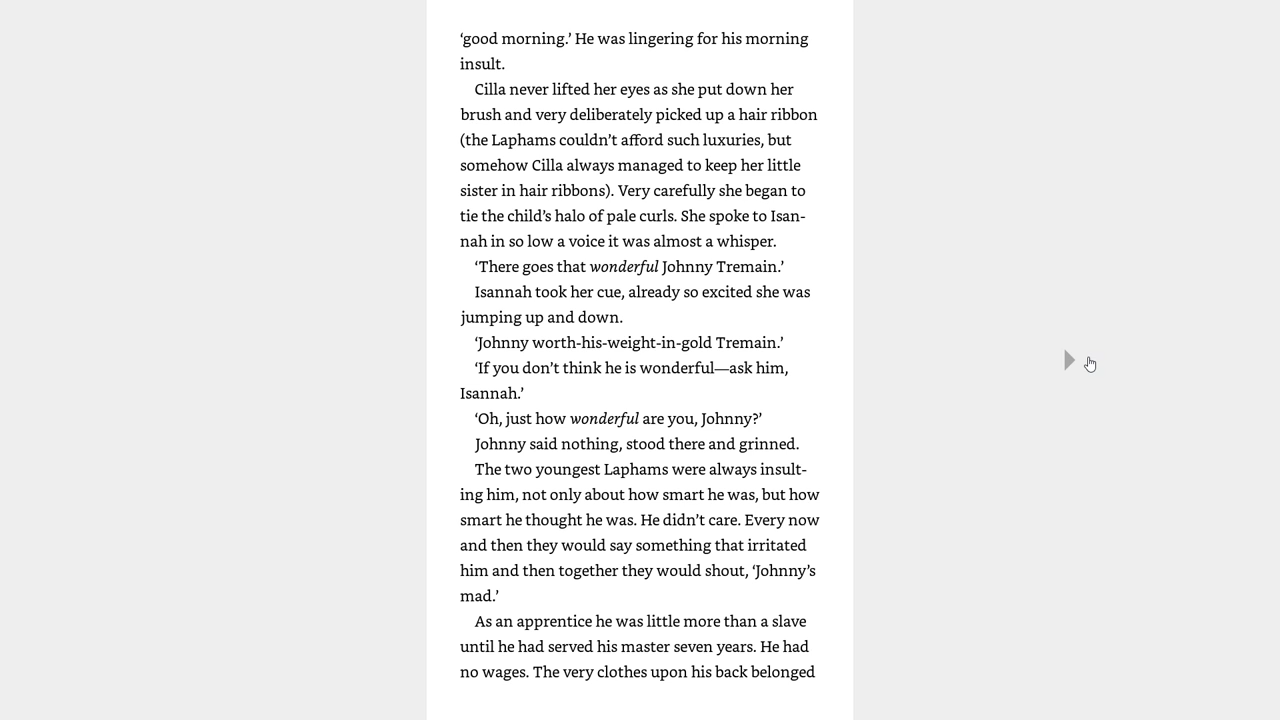 ‘good morning.’ He was lingering for his morning
insult.
Cilla never lifted her eyes as she put down her
brush and very deliberately picked up a hair ribbon
(the Laphams couldn’t afford such luxuries, but
somehow Cilla always managed to keep her little
sister in hair ribbons). Very carefully she began to
tie the child’s halo of pale curls. She spoke to Isan-
nah in so low a voice it was almost a whisper.
‘There goes that wonderful Johnny Tremain.’
Isannah took her cue, already so excited she was
jumping up and down.
‘Johnny worth-his-weight-in-gold Tremain.’
‘If you don’t think he is wonderful—ask him,
Isannah.’
‘Oh, just how wonderful are you, Johnny?’
Johnny said nothing, stood there and grinned.
The two youngest Laphams were always insult-
ing him, not only about how smart he was, but how
smart he thought he was. He didn’t care. Every now
and then they would say something that irritated
him and then together they would shout, ‘Johnny’s
mad.’
As an apprentice he was little more than a slave
until he had served his master seven years. He had
no wages. The very clothes upon his back belonged